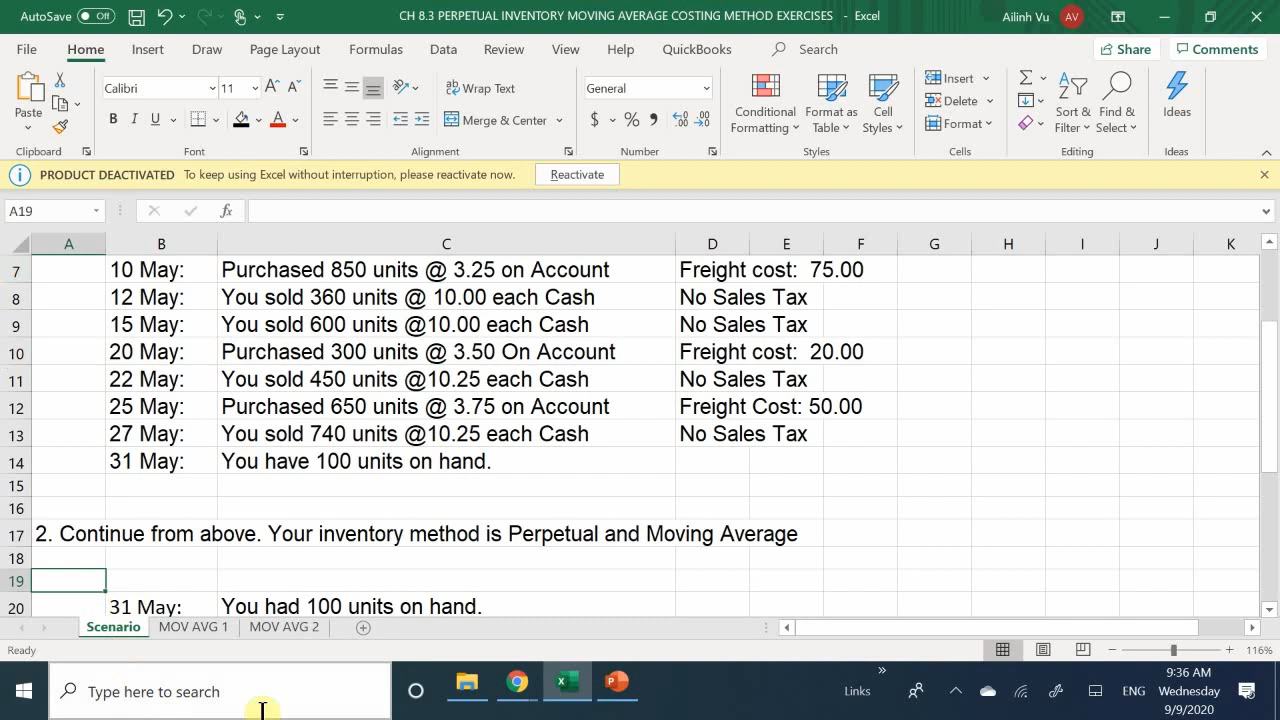 AutoSave Off CH 8.3 PERPETUAL INVENTORY MOVING AVERAGE COSTING METHOD EXERCISES - Excel Ailinh Vu AV
File Home Insert Draw Page Layout Formulas Data Review View Help QuickBooks Search Share Comments
Paste Calibri 11 A A Wrap Text General Conditional Formatting Format as Table Cell Styles Insert Sort & Filter Find & Select Ideas
B I U A Merge & Center $ % Delete
Format
Clipboard Font Alignment Number Styles Cells Editing Ideas
PRODUCT DEACTIVATED To keep using Excel without interruption, please reactivate now. Reactivate
A19 fx
A B C D E F G H I J K
7 10 May: Purchased 850 units @ 3.25 on Account Freight cost: 75.00
8 12 May: You sold 360 units @ 10.00 each Cash No Sales Tax
9 15 May: You sold 600 units @10.00 each Cash No Sales Tax
10 20 May: Purchased 300 units @ 3.50 On Account Freight cost: 20.00
11 22 May: You sold 450 units @10.25 each Cash No Sales Tax
12 25 May: Purchased 650 units @ 3.75 on Account Freight Cost: 50.00
13 27 May: You sold 740 units @10.25 each Cash No Sales Tax
14 31 May: You have 100 units on hand.
15
16
17 2. Continue from above. Your inventory method is Perpetual and Moving Average
18
19
20 31 May: You had 100 units on hand.
Scenario MOV AVG 1 MOV AVG 2
Ready 116%
Type here to search Links ENG 9:36 AM
Wednesday
9/9/2020